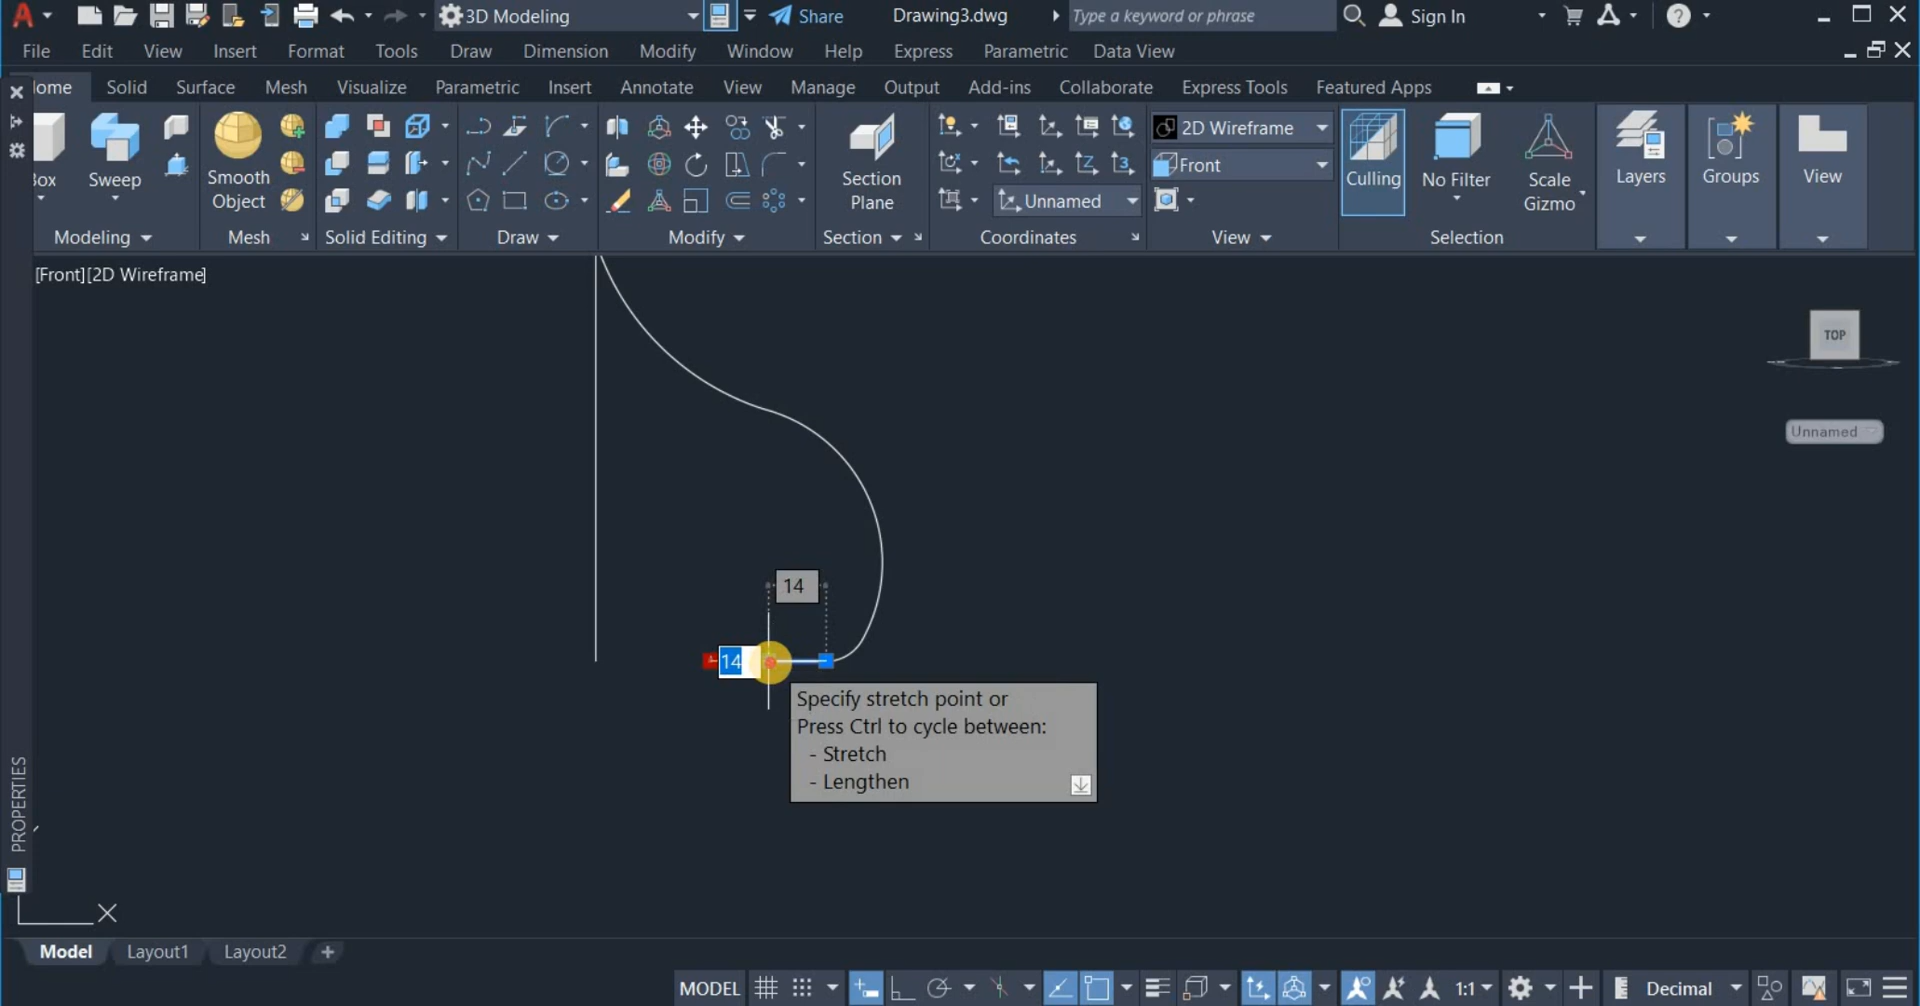 3D Modeling Share Drawing3.dwg Type a keyword or phrase Sign In
File Edit View Insert Format Tools Draw Dimension Modify Window Help Express Parametric Data View
ome Solid Surface Mesh Visualize Parametric Insert Annotate View Manage Output Add-ins Collaborate Express Tools Featured Apps
Box
Sweep
Smooth
Object
Section
Plane
Unnamed
2D Wireframe
Front
Culling
No Filter
Scale
Gizmo
Layers
Groups
View
Modeling Mesh Solid Editing Draw Modify Section Coordinates View Selection
[Front][2D Wireframe]
TOP
Unnamed
14
14
Specify stretch point or
Press Ctrl to cycle between:
- Stretch
- Lengthen
PROPERTIES
Model Layout1 Layout2 +
MODEL 1:1 Decimal